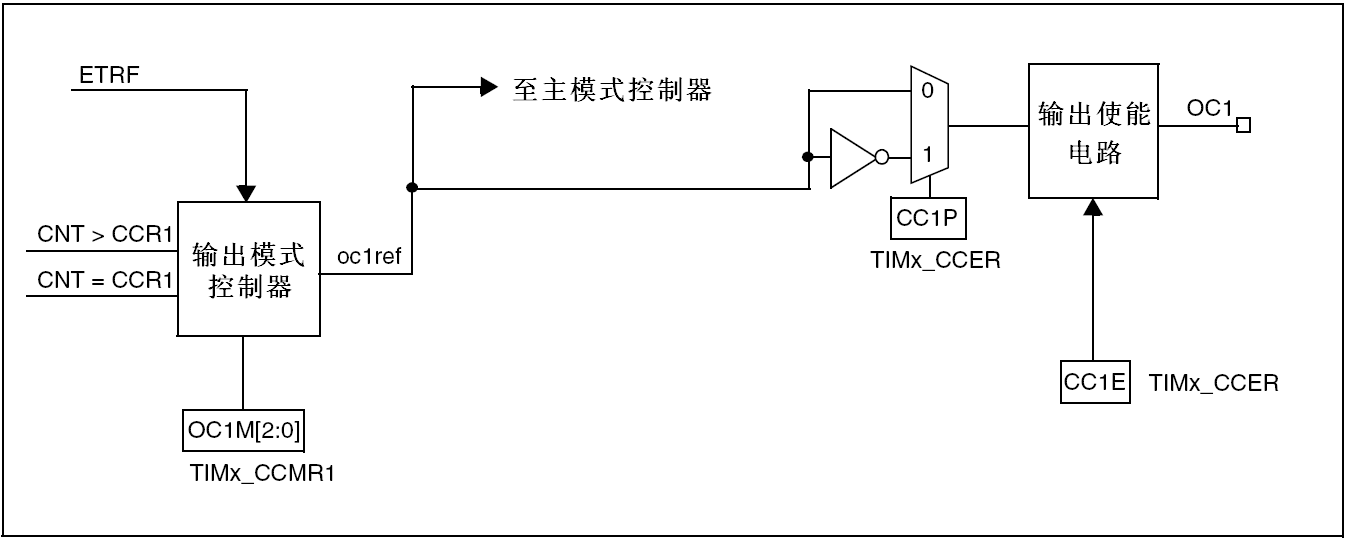 ETRF
至主模式控制器
0
1
输出使能
电路
OC1
CC1P
TIMx_CCER
CNT > CCR1
CNT = CCR1
输出模式
控制器
oc1ref
CC1E
TIMx_CCER
OC1M[2:0]
TIMx_CCMR1